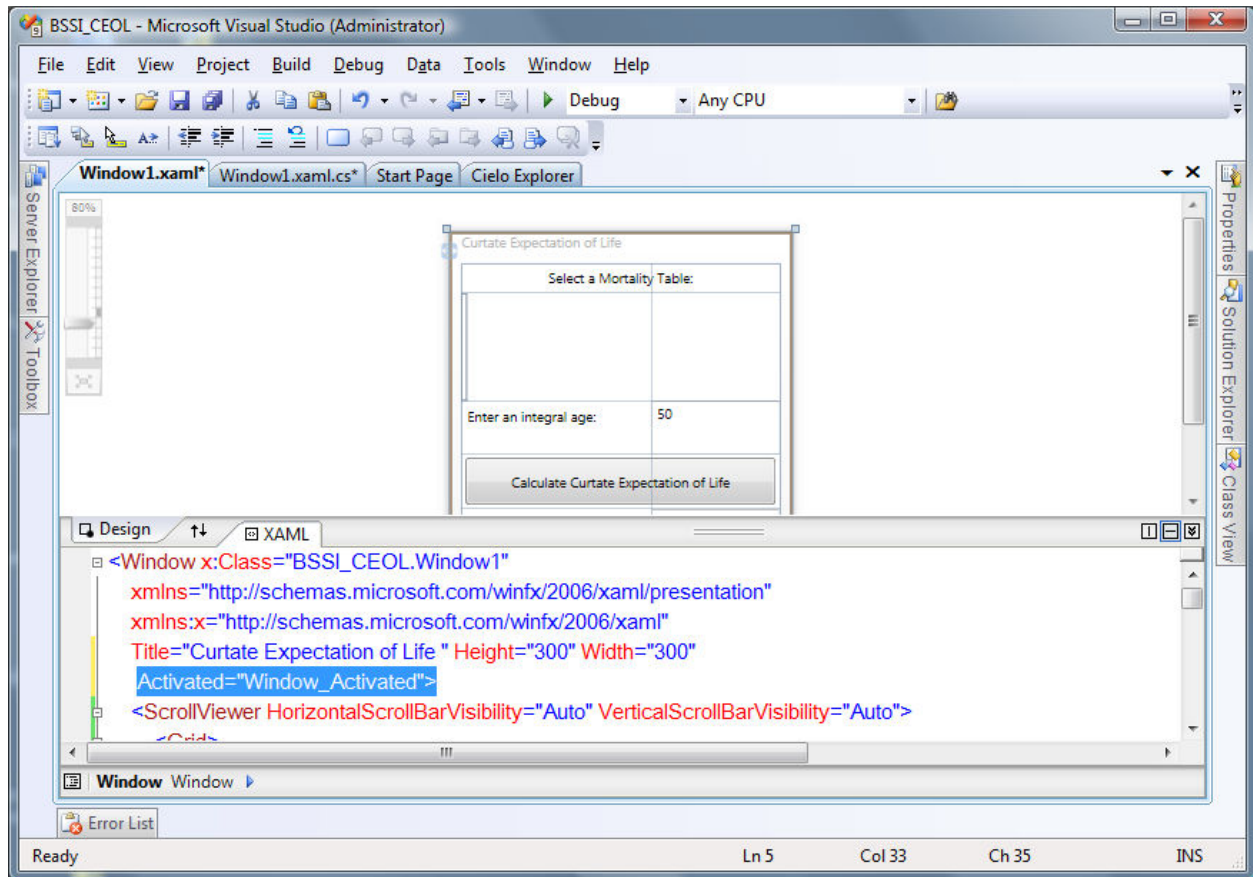 BSSI_CEOL - Microsoft Visual Studio (Administrator)
File Edit View Project Build Debug Data Tools Window Help
Debug Any CPU
Window1.xaml* Window1.xaml.cs* Start Page Cielo Explorer
Server Explorer
Toolbox
80%
Curtate Expectation of Life
Select a Mortality Table:
Enter an integral age: 50
Calculate Curtate Expectation of Life
Properties
Solution Explorer
Class View
Design XAML
<Window x:Class="BSSI_CEOL.Window1"
xmlns="http://schemas.microsoft.com/winfx/2006/xaml/presentation"
xmlns:x="http://schemas.microsoft.com/winfx/2006/xaml"
Title="Curtate Expectation of Life " Height="300" Width="300"
Activated="Window_Activated">
<ScrollViewer HorizontalScrollBarVisibility="Auto" VerticalScrollBarVisibility="Auto">
<Grid>
Window Window
Error List
Ready Ln 5 Col 33 Ch 35 INS